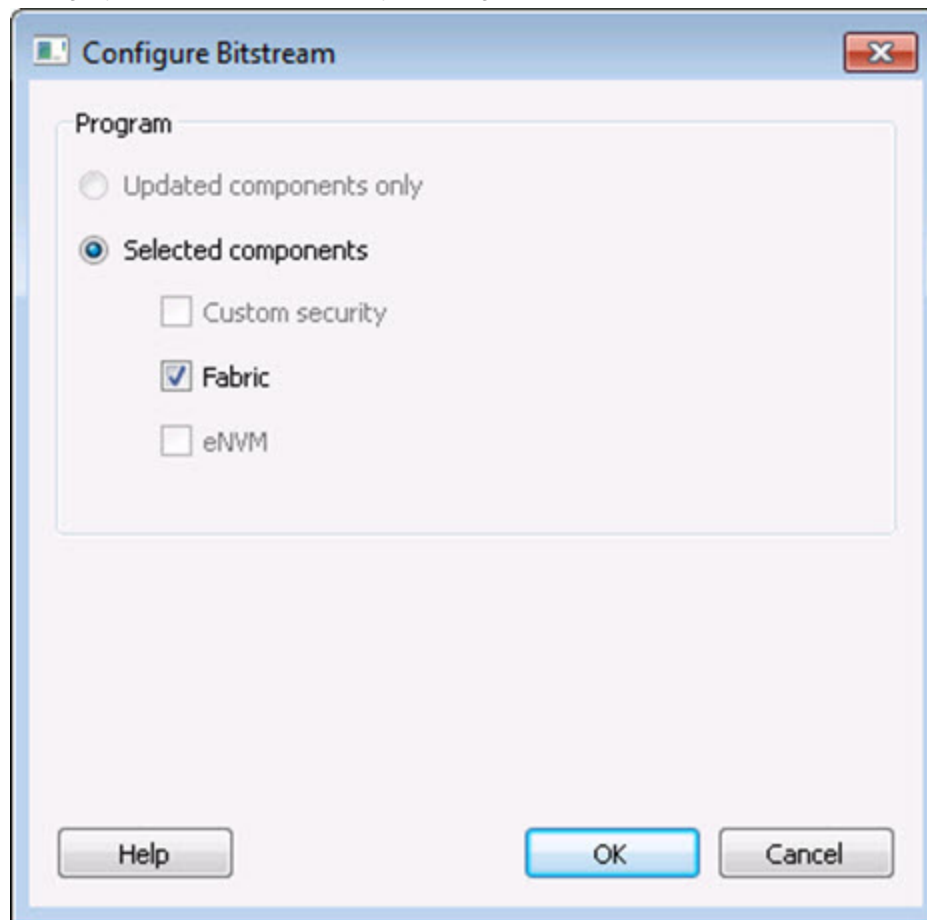 Configure Bitstream
Program
Updated components only
Selected components
Custom security
Fabric
eNVM
Help
OK
Cancel